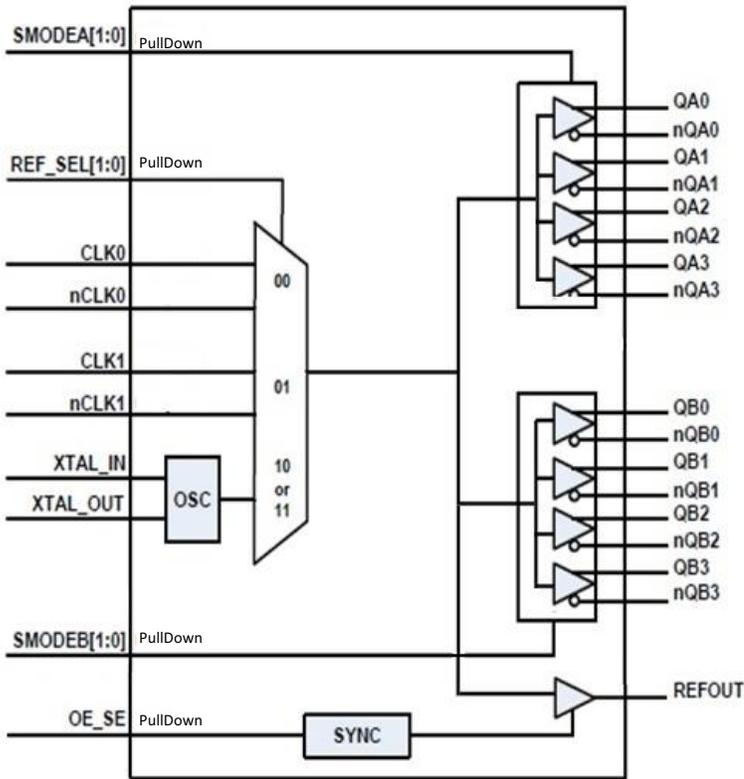 SMODEA[1:0] PullDown
REF_SEL[1:0] PullDown
CLK0
nCLK0
CLK1
nCLK1
XTAL_IN
XTAL_OUT
OSC
00
01
10
or
11
SMODEB[1:0] PullDown
OE_SE PullDown
SYNC
QA0
nQA0
QA1
nQA1
QA2
nQA2
QA3
nQA3
QB0
nQB0
QB1
nQB1
QB2
nQB2
QB3
nQB3
REFOUT